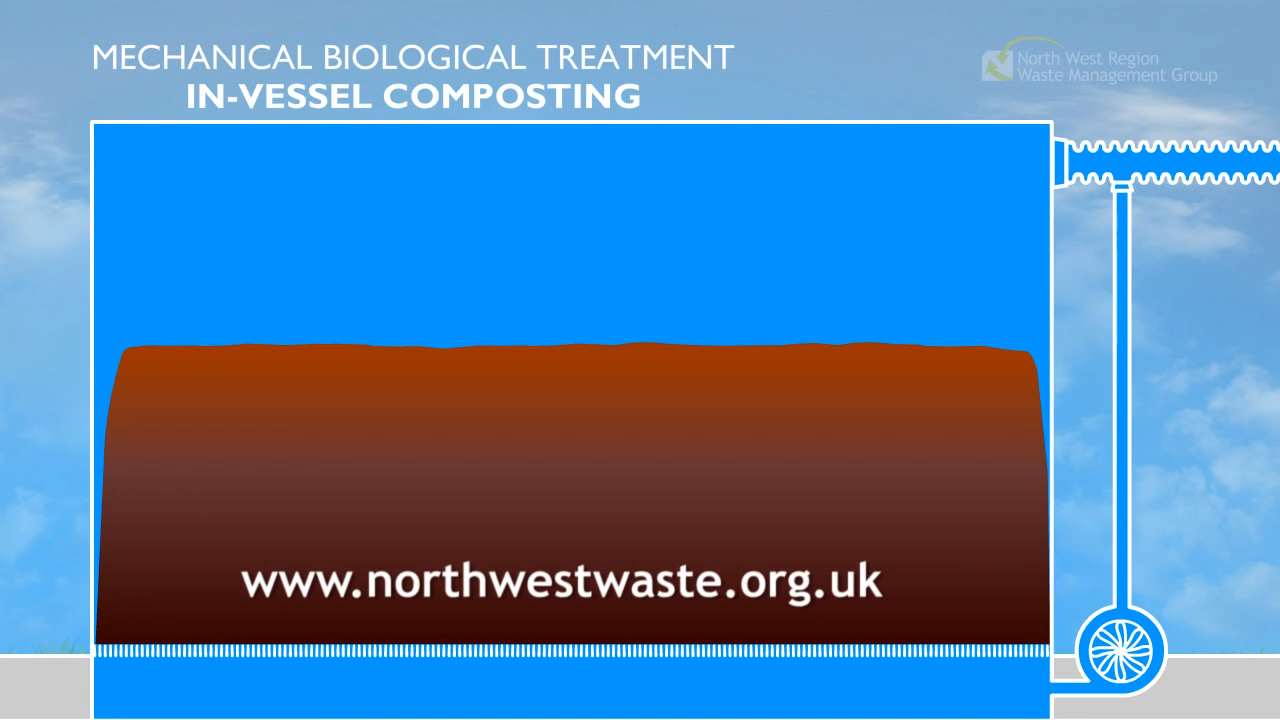 MECHANICAL BIOLOGICAL TREATMENT
IN-VESSEL COMPOSTING
North West Region
Waste Management Group
www.northwestwaste.org.uk